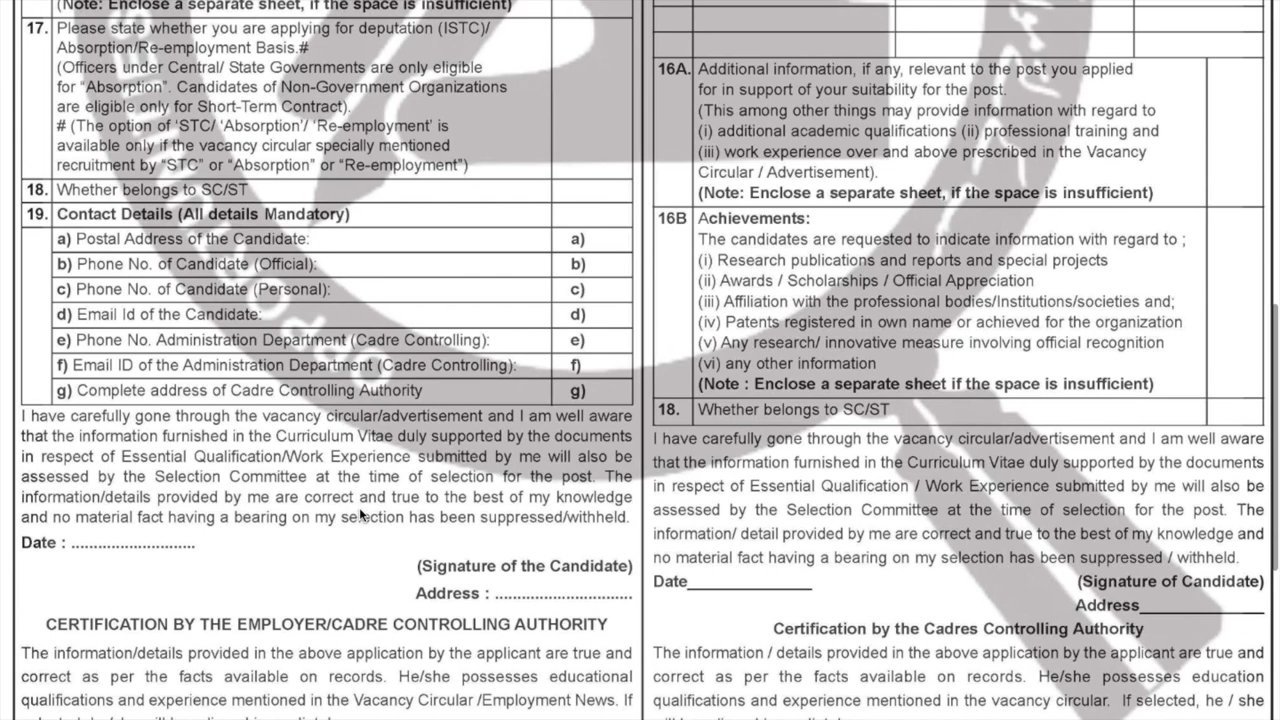 (Note: Enclose a separate sheet, if the space is insufficient)
17. Please state whether you are applying for deputation (ISTC)/
Absorption/Re-employment Basis.#
(Officers under Central/ State Governments are only eligible
for "Absorption". Candidates of Non-Government Organizations
are eligible only for Short-Term Contract).
# (The option of 'STC/ 'Absorption'/ 'Re-employment' is
available only if the vacancy circular specially mentioned
recruitment by "STC" or "Absorption" or "Re-employment")
18. Whether belongs to SC/ST
19. Contact Details (All details Mandatory)
a) Postal Address of the Candidate: a)
b) Phone No. of Candidate (Official): b)
c) Phone No. of Candidate (Personal): c)
d) Email Id of the Candidate: d)
e) Phone No. Administration Department (Cadre Controlling): e)
f) Email ID of the Administration Department (Cadre Controlling): f)
g) Complete address of Cadre Controlling Authority g)
I have carefully gone through the vacancy circular/advertisement and I am well aware
that the information furnished in the Curriculum Vitae duly supported by the documents
in respect of Essential Qualification/Work Experience submitted by me will also be
assessed by the Selection Committee at the time of selection for the post. The
information/details provided by me are correct and true to the best of my knowledge
and no material fact having a bearing on my selection has been suppressed/withheld.
Date : ............................
(Signature of the Candidate)
Address : ...............................
CERTIFICATION BY THE EMPLOYER/CADRE CONTROLLING AUTHORITY
The information/details provided in the above application by the applicant are true and
correct as per the facts available on records. He/she possesses educational
qualifications and experience mentioned in the Vacancy Circular /Employment News. If
16A. Additional information, if any, relevant to the post you applied
for in support of your suitability for the post.
(This among other things may provide information with regard to
(i) additional academic qualifications (ii) professional training and
(iii) work experience over and above prescribed in the Vacancy
Circular / Advertisement).
(Note: Enclose a separate sheet, if the space is insufficient)
16B Achievements:
The candidates are requested to indicate information with regard to ;
(i) Research publications and reports and special projects
(ii) Awards / Scholarships / Official Appreciation
(iii) Affiliation with the professional bodies/Institutions/societies and;
(iv) Patents registered in own name or achieved for the organization
(v) Any research/ innovative measure involving official recognition
(vi) any other information
(Note : Enclose a separate sheet if the space is insufficient)
18. Whether belongs to SC/ST
I have carefully gone through the vacancy circular/advertisement and I am well aware
that the information furnished in the Curriculum Vitae duly supported by the documents
in respect of Essential Qualification / Work Experience submitted by me will also be
assessed by the Selection Committee at the time of selection for the post. The
information/ detail provided by me are correct and true to the best of my knowledge and
no material fact having a bearing on my selection has been suppressed / withheld.
Date______________
(Signature of Candidate)
Address______________
Certification by the Cadres Controlling Authority
The information / details provided in the above application by the applicant are true and
correct as per the facts available on records. He/she possesses education
qualifications and experience mentioned in the vacancy circular. If selected, he / she